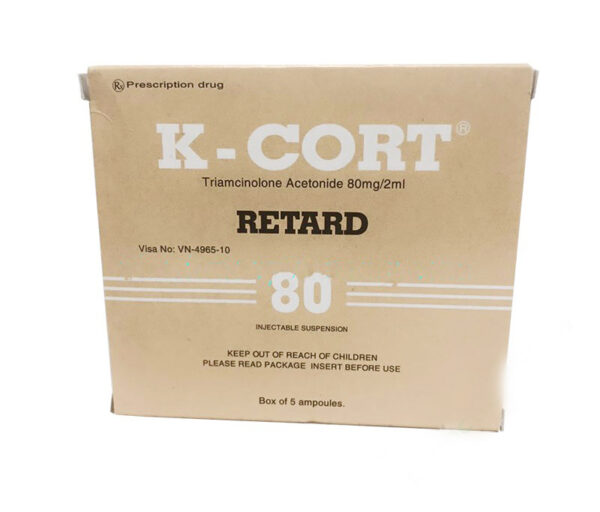 Rx Prescription drug
K-CORT®
Triamcinolone Acetonide 80mg/2ml
RETARD
Visa No: VN-4965-10
80
INJECTABLE SUSPENSION
KEEP OUT OF REACH OF CHILDREN
PLEASE READ PACKAGE INSERT BEFORE USE
Box of 5 ampoules.